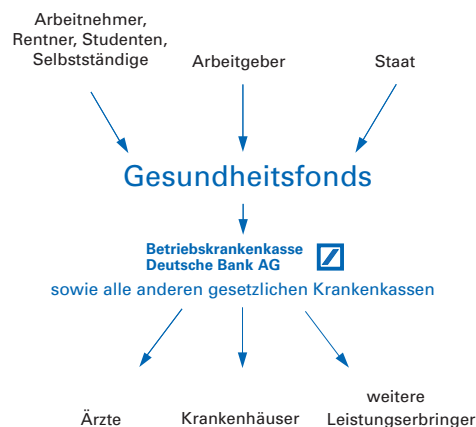 Arbeitnehmer,
Rentner, Studenten,
Selbstständige
Arbeitgeber
Staat
Gesundheitsfonds
Betriebskrankenkasse
Deutsche Bank AG
sowie alle anderen gesetzlichen Krankenkassen
Ärzte
Krankenhäuser
weitere
Leistungserbringer